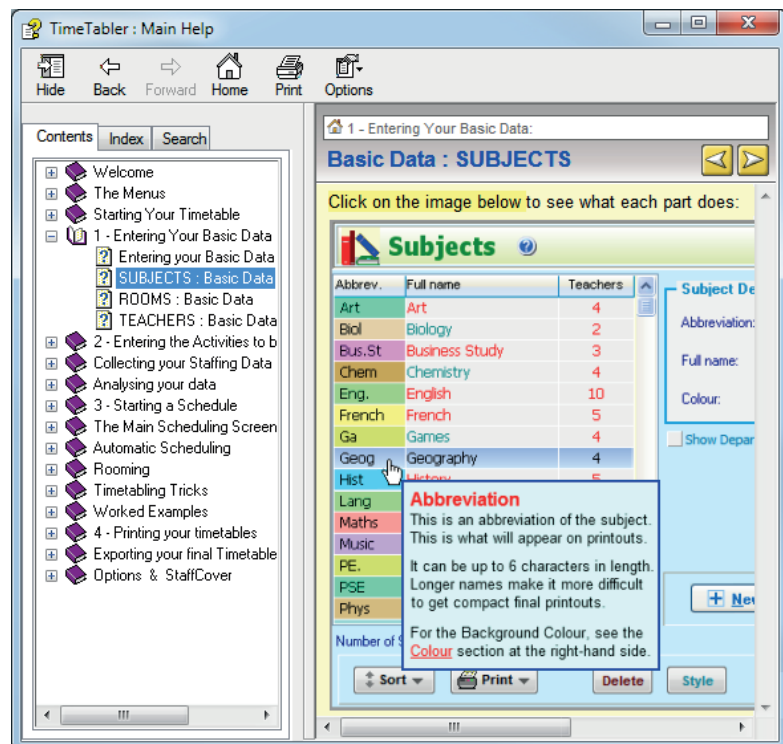 TimeTabler : Main Help
Hide Back Forward Home Print Options
Contents Index Search
Welcome
The Menus
Starting Your Timetable
1 - Entering Your Basic Data
Entering your Basic Data
SUBJECTS : Basic Data
ROOMS : Basic Data
TEACHERS : Basic Data
2 - Entering the Activities to b
Collecting your Staffing Data
Analysing your data
3 - Starting a Schedule
The Main Scheduling Screen
Automatic Scheduling
Rooming
Timetabling Tricks
Worked Examples
4 - Printing your timetables
Exporting your final Timetable
Options & StaffCover
1 - Entering Your Basic Data:
Basic Data : SUBJECTS
Click on the image below to see what each part does:
Subjects
Abbrev. Full name Teachers
Art Art 4
Biol Biology 2
Bus.St Business Study 3
Chem Chemistry 4
Eng. English 10
French French 5
Ga Games 4
Geog Geography 4
Hist History 5
Lang
Maths
Music
PE.
PSE
Phys
Abbreviation
This is an abbreviation of the subject.
This is what will appear on printouts.
It can be up to 6 characters in length.
Longer names make it more difficult
to get compact final printouts.
For the Background Colour, see the
Colour section at the right-hand side.
Subject De
Abbreviation:
Full name:
Colour:
Show Depar
New
Number of S
Sort Print Delete Style